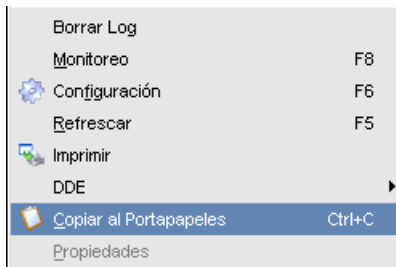 Borrar Log
Monitoreo F8
Configuración F6
Refrescar F5
Imprimir
DDE
Copiar al Portapapeles Ctrl+C
Propiedades